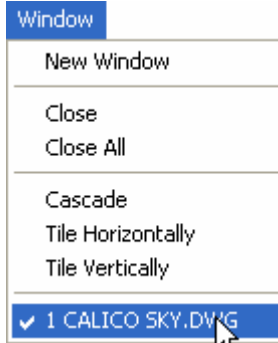 Window
New Window
Close
Close All
Cascade
Tile Horizontally
Tile Vertically
✓ 1 CALICO SKY.DWG